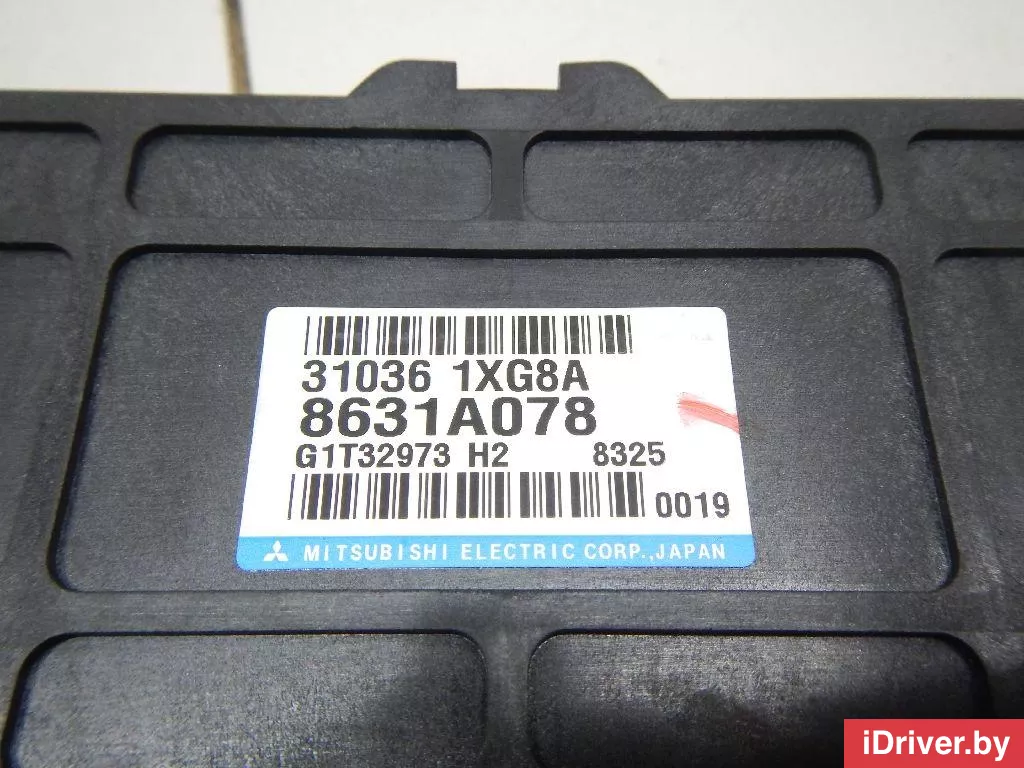 31036 1XG8A
8631A078
G1T32973 H2 8325
0019
MITSUBISHI ELECTRIC CORP.,JAPAN
iDriver.by